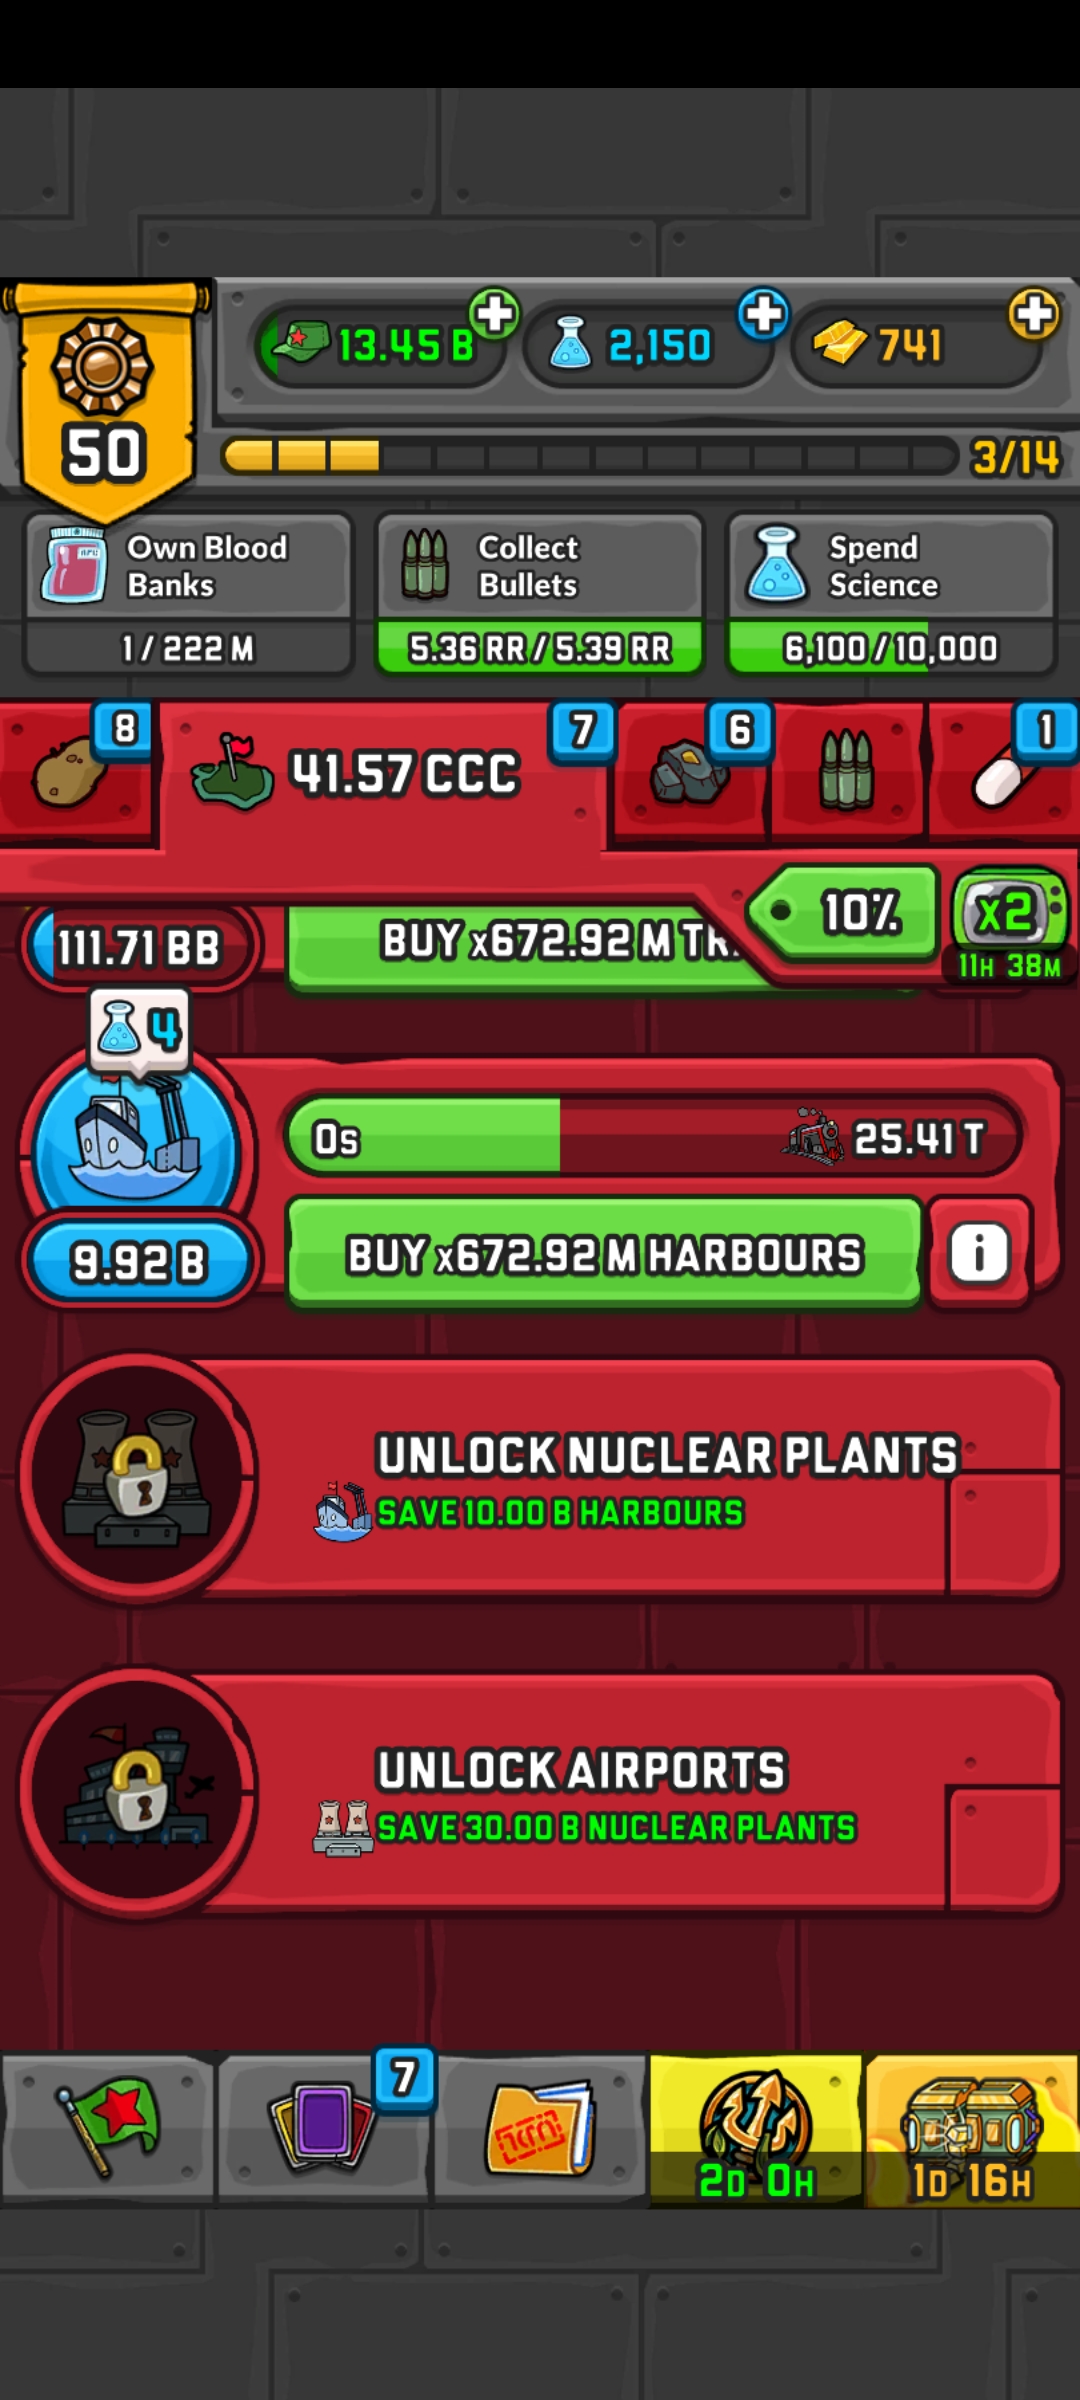 13.45 B
2,150
741
50
3/14
Own Blood
Banks
1 / 222 M
Collect
Bullets
5.36 RR / 5.39 RR
Spend
Science
6,100 / 10,000
8
41.57 CCC
7
6
1
10%
x2
11H 38M
111.71 BB
BUY x672.92 M
4
0s
25.41 T
9.92 B
BUY x672.92 M HARBOURS
i
UNLOCK NUCLEAR PLANTS
SAVE 10.00 B HARBOURS
UNLOCK AIRPORTS
SAVE 30.00 B NUCLEAR PLANTS
7
2D 0H
1D 16H